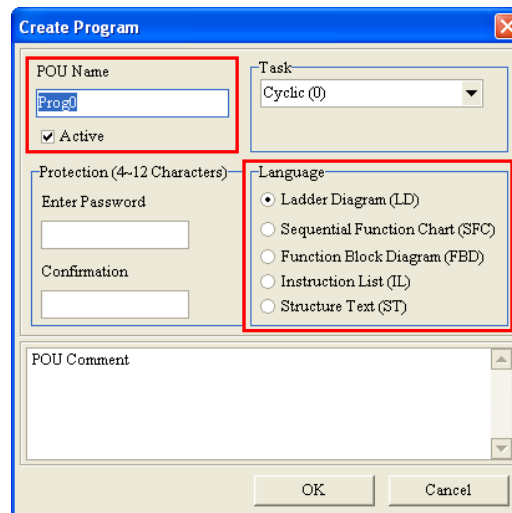 Create Program
POU Name
Prog0
Active
Task
Cyclic (0)
Protection (4~12 Characters)
Enter Password
Confirmation
Language
Ladder Diagram (LD)
Sequential Function Chart (SFC)
Function Block Diagram (FBD)
Instruction List (IL)
Structure Text (ST)
POU Comment
OK
Cancel